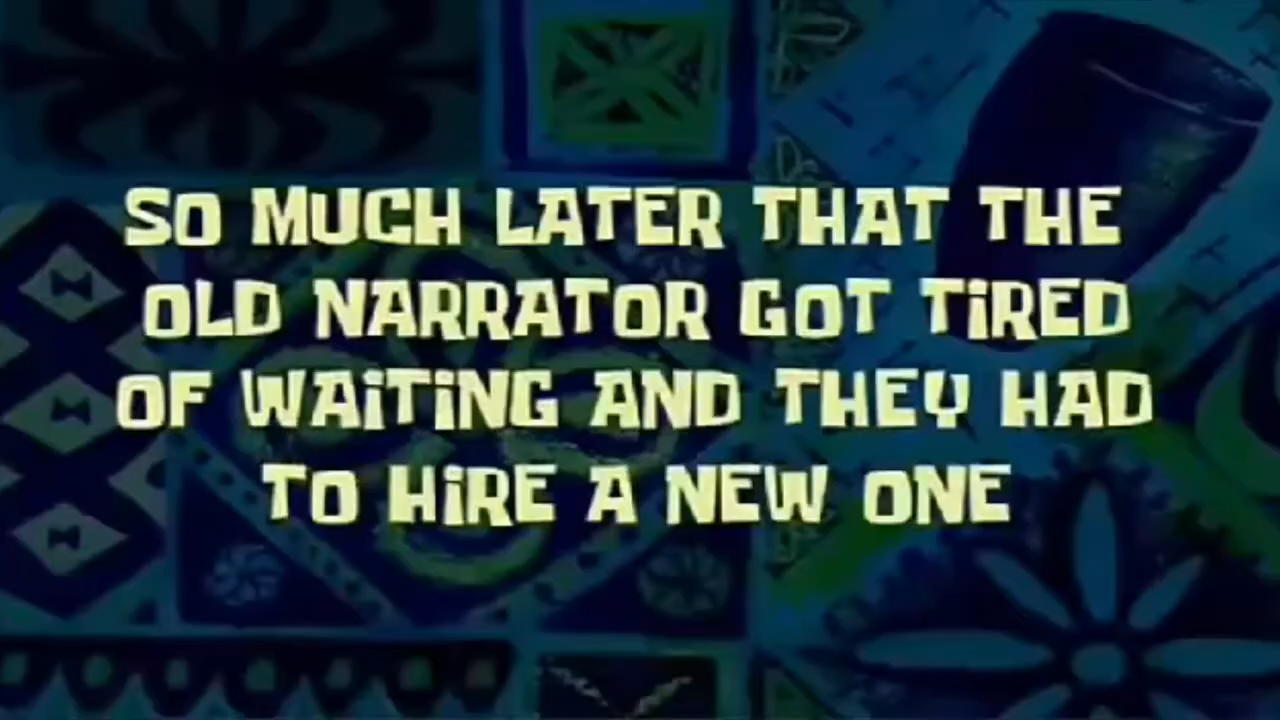 SO MUCH LATER THAT THE
OLD NARRATOR GOT TiRED
OF WAiTiNG AND THEY HAD
TO HiRE A NEW ONE